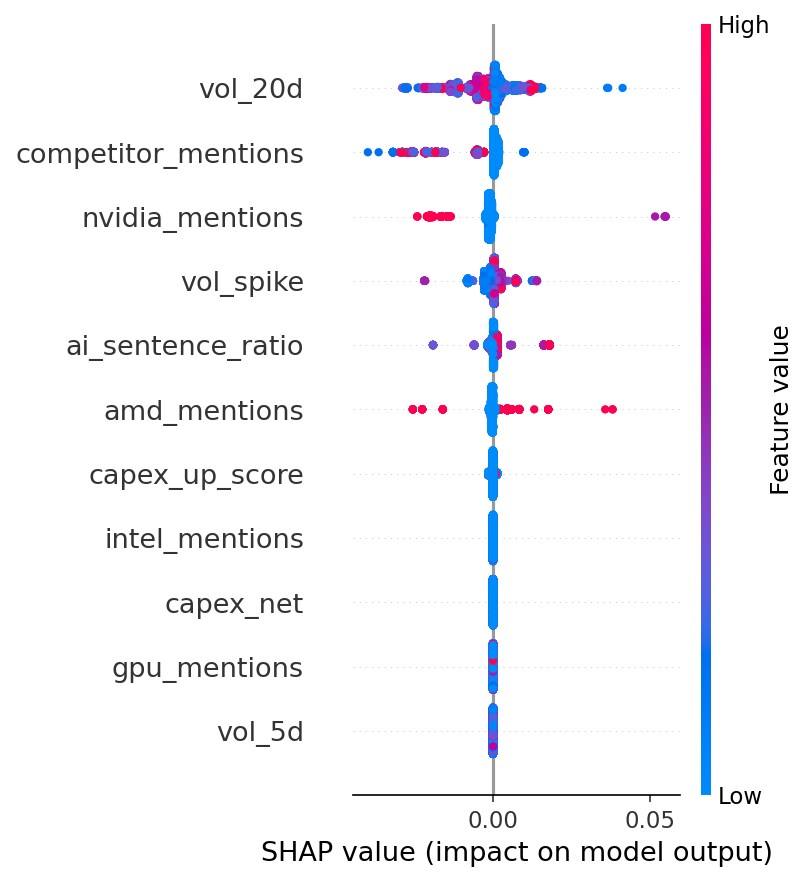 High
vol_20d
competitor_mentions
nvidia_mentions
vol_spike
ai_sentence_ratio
amd_mentions
capex_up_score
intel_mentions
capex_net
gpu_mentions
vol_5d
Feature value
Low
0.00 0.05
SHAP value (impact on model output)